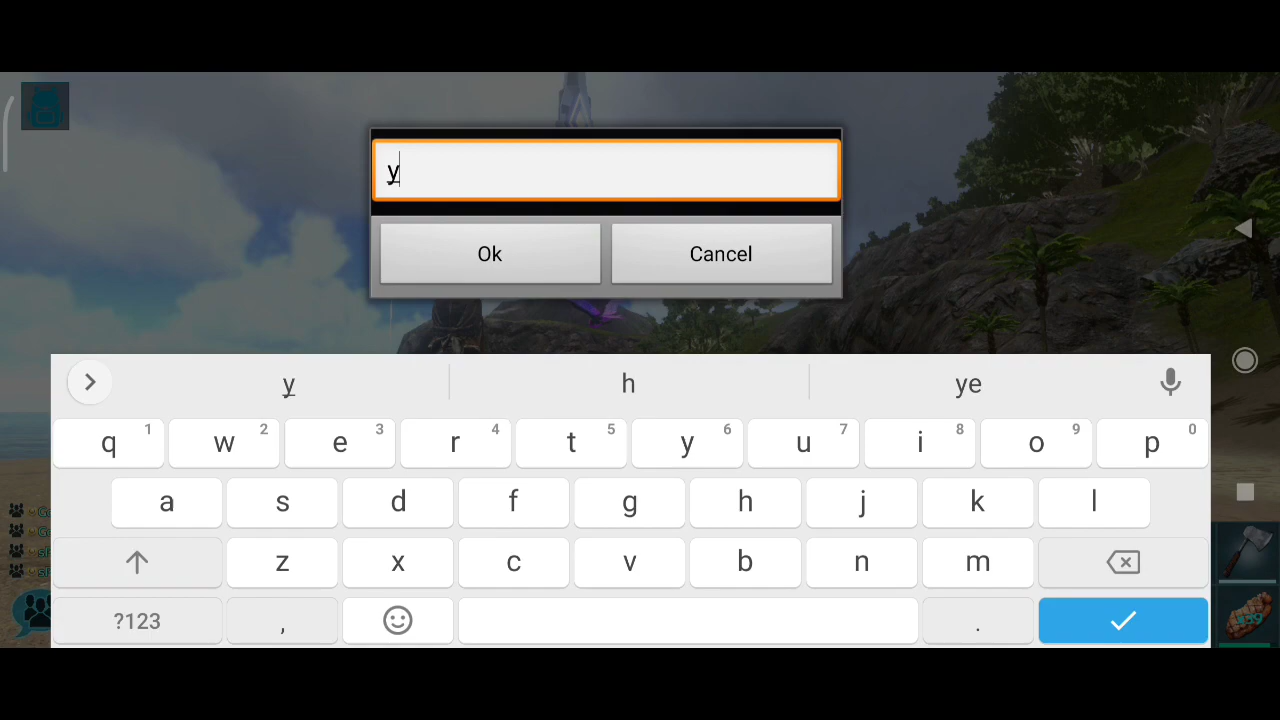 y
Ok
Cancel
y
h
ye
q 1 w 2 e 3 r 4 t 5 y 6 u 7 i 8 o 9 p 0
a s d f g h j k l
z x c v b n m
?123 , .